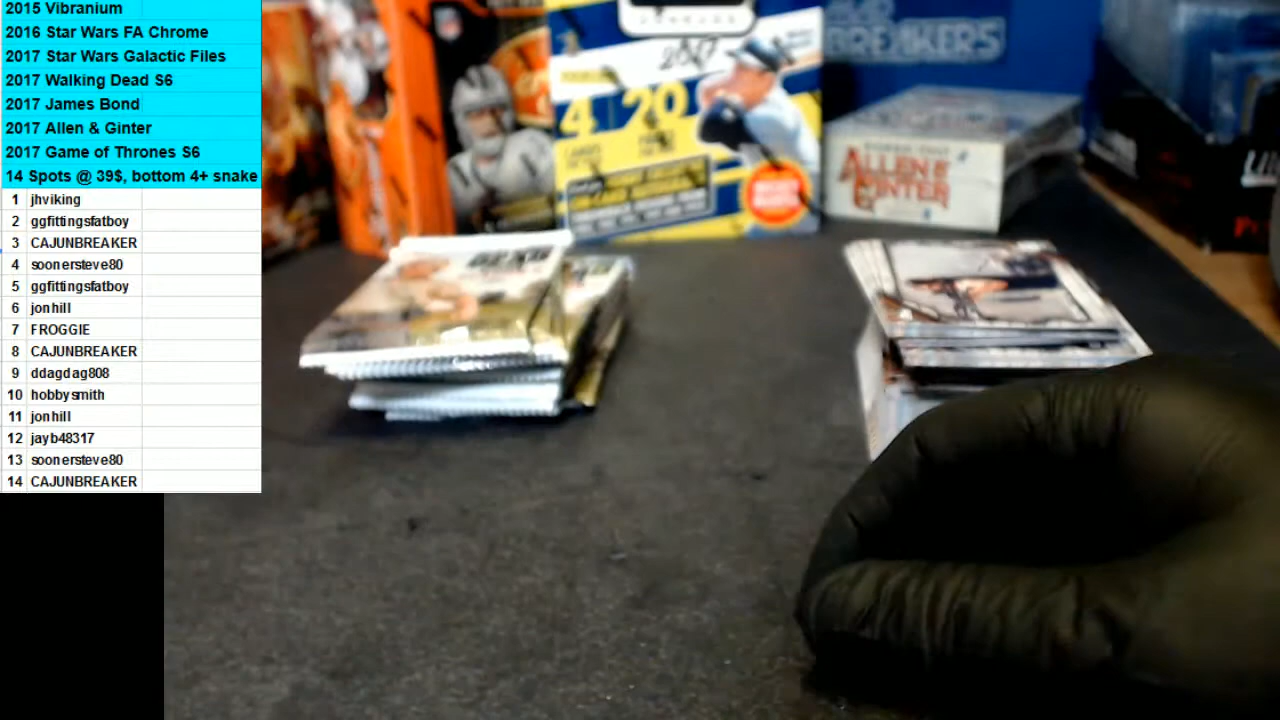 2015 Vibranium
2016 Star Wars FA Chrome
2017 Star Wars Galactic Files
2017 Walking Dead S6
2017 James Bond
2017 Allen & Ginter
2017 Game of Thrones S6
14 Spots @ 39$, bottom 4+ snake
1 jhviking
2 ggfittingsfatboy
3 CAJUNBREAKER
4 soonersteve80
5 ggfittingsfatboy
6 jonhill
7 FROGGIE
8 CAJUNBREAKER
9 ddagdag808
10 hobbysmith
11 jonhill
12 jayb48317
13 soonersteve80
14 CAJUNBREAKER
2017
4 20
BREAKERS
ALLEN &
GINTER